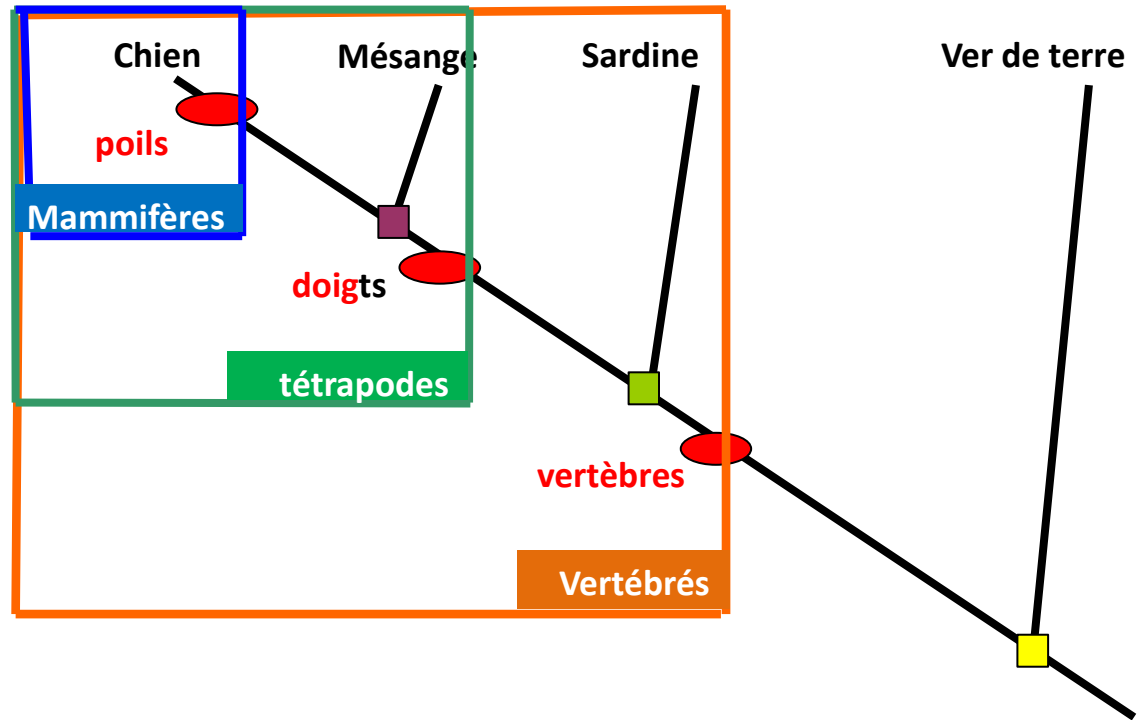 Chien
Mésange
Sardine
Ver de terre
poils
Mammifères
doigts
tétrapodes
vertèbres
Vertébrés